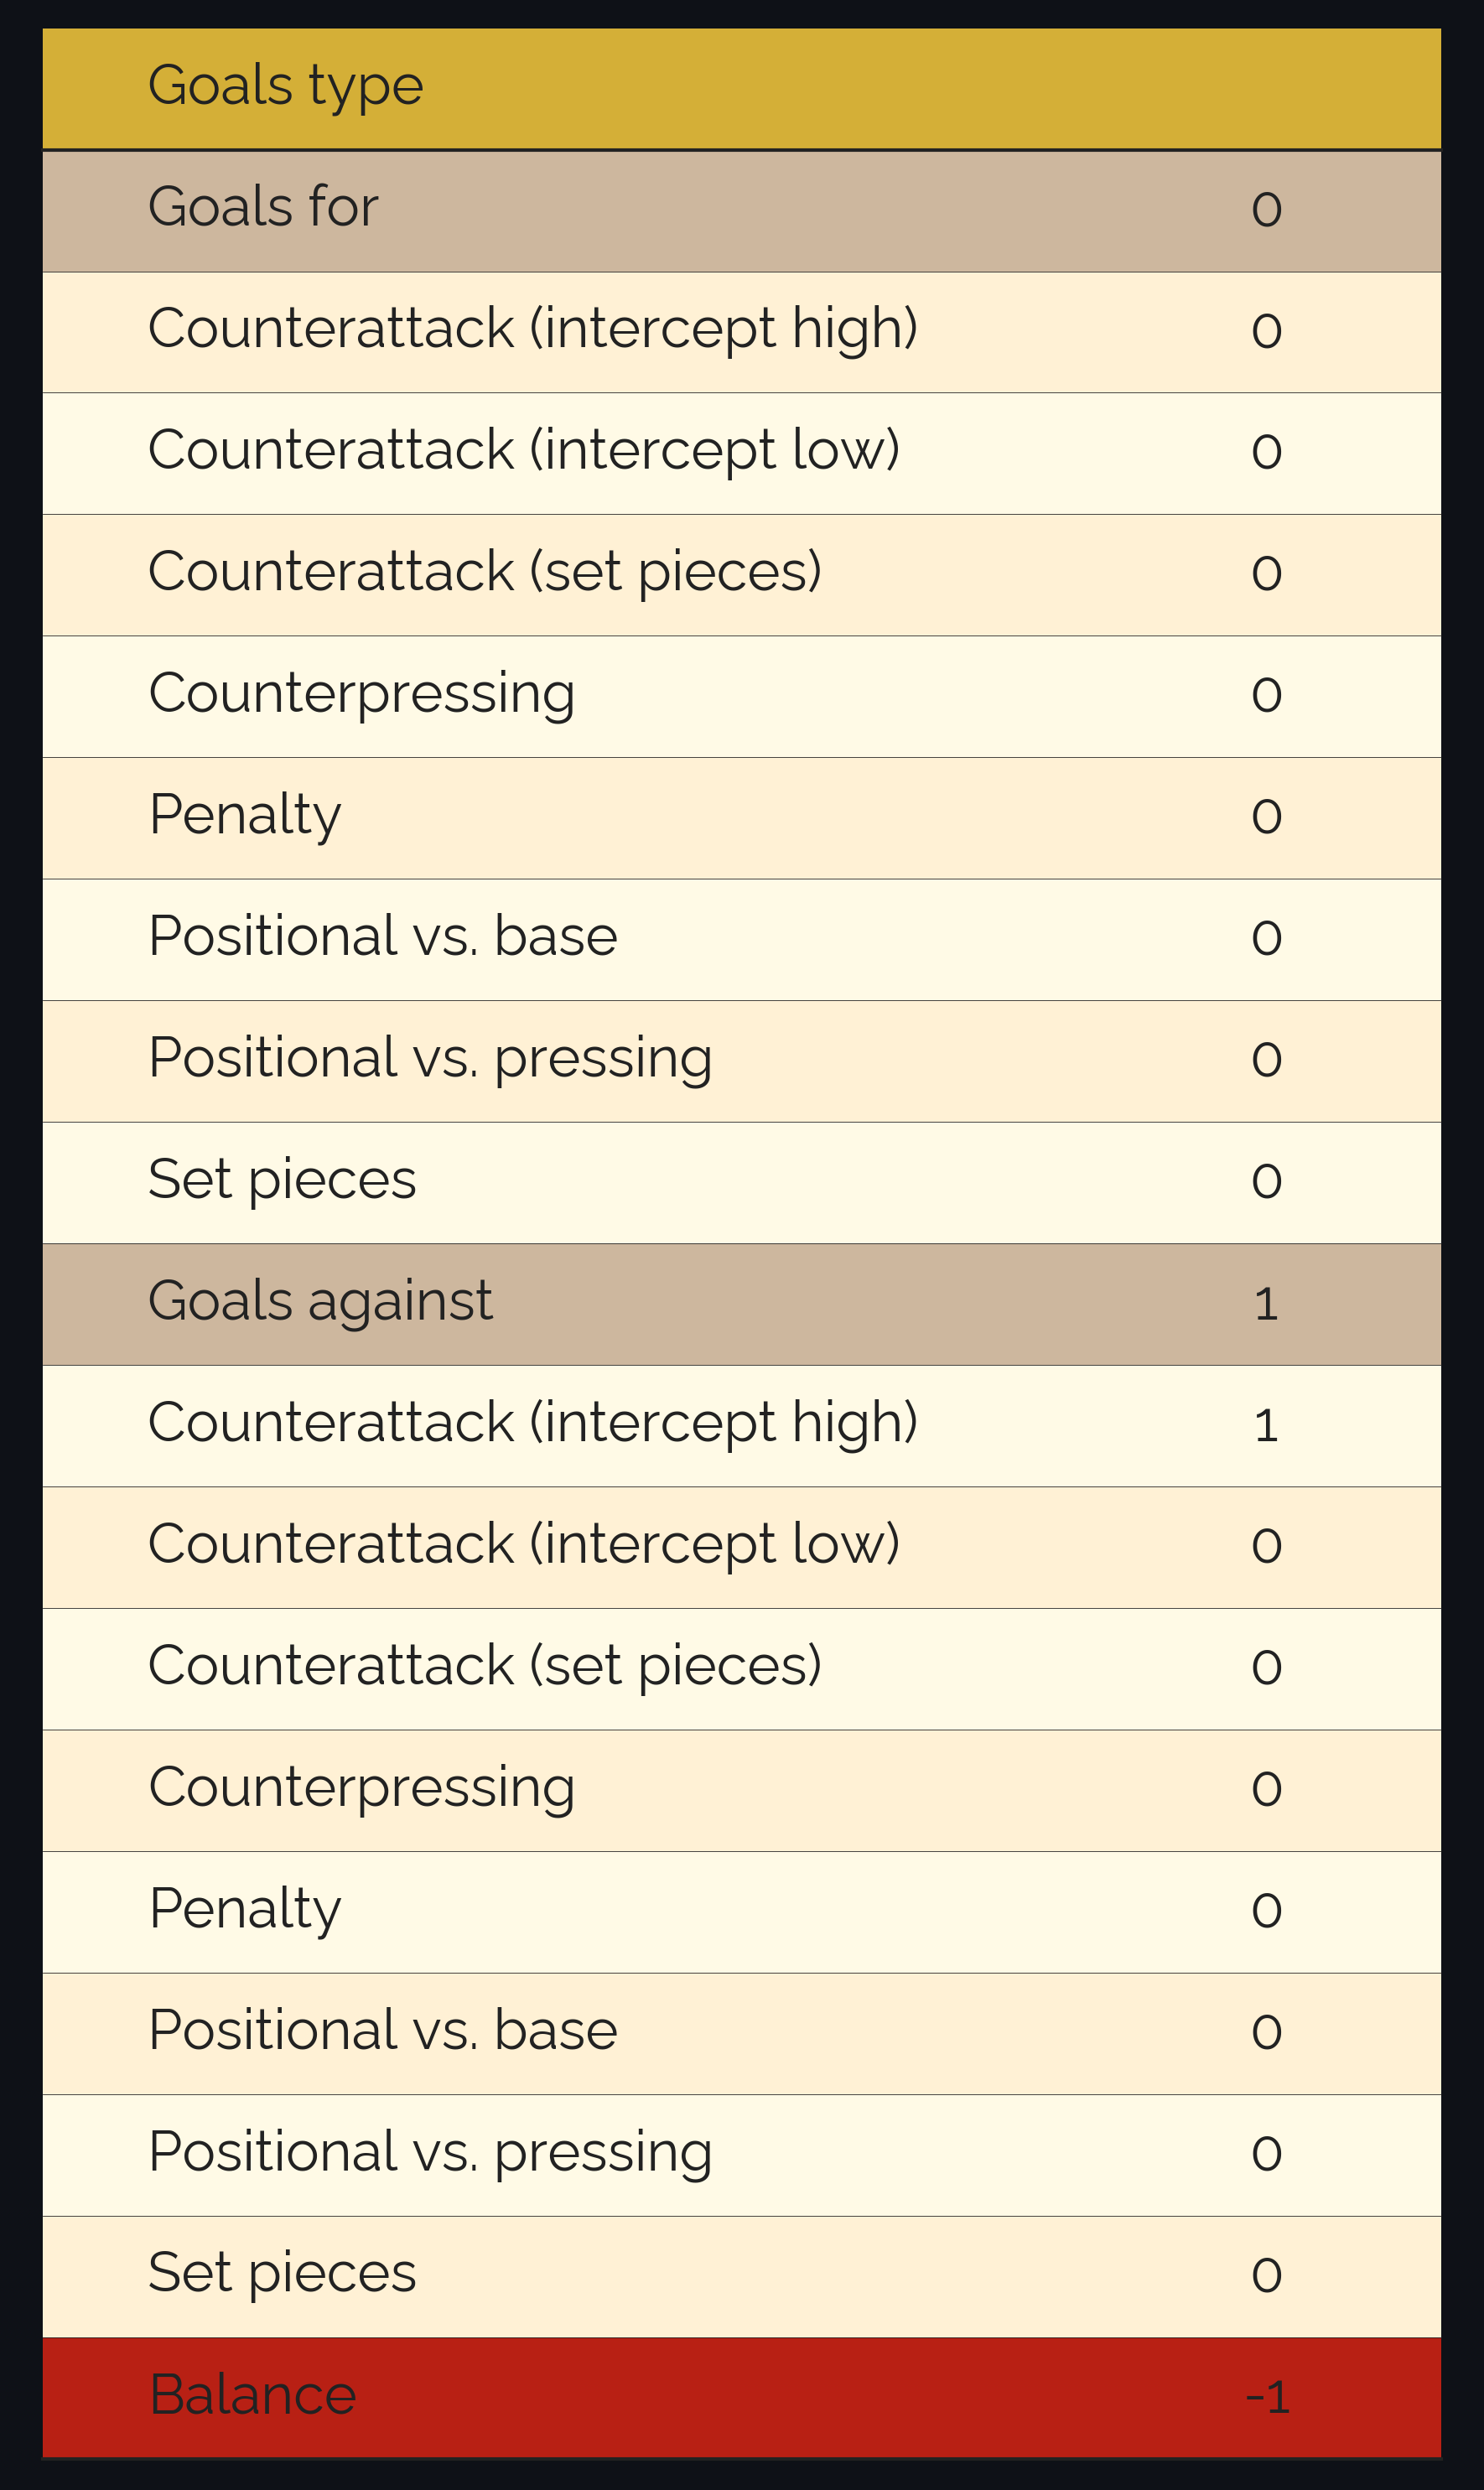 Goals type
Goals for 0
Counterattack (intercept high) 0
Counterattack (intercept low) 0
Counterattack (set pieces) 0
Counterpressing 0
Penalty 0
Positional vs. base 0
Positional vs. pressing 0
Set pieces 0
Goals against 1
Counterattack (intercept high) 1
Counterattack (intercept low) 0
Counterattack (set pieces) 0
Counterpressing 0
Penalty 0
Positional vs. base 0
Positional vs. pressing 0
Set pieces 0
Balance -1